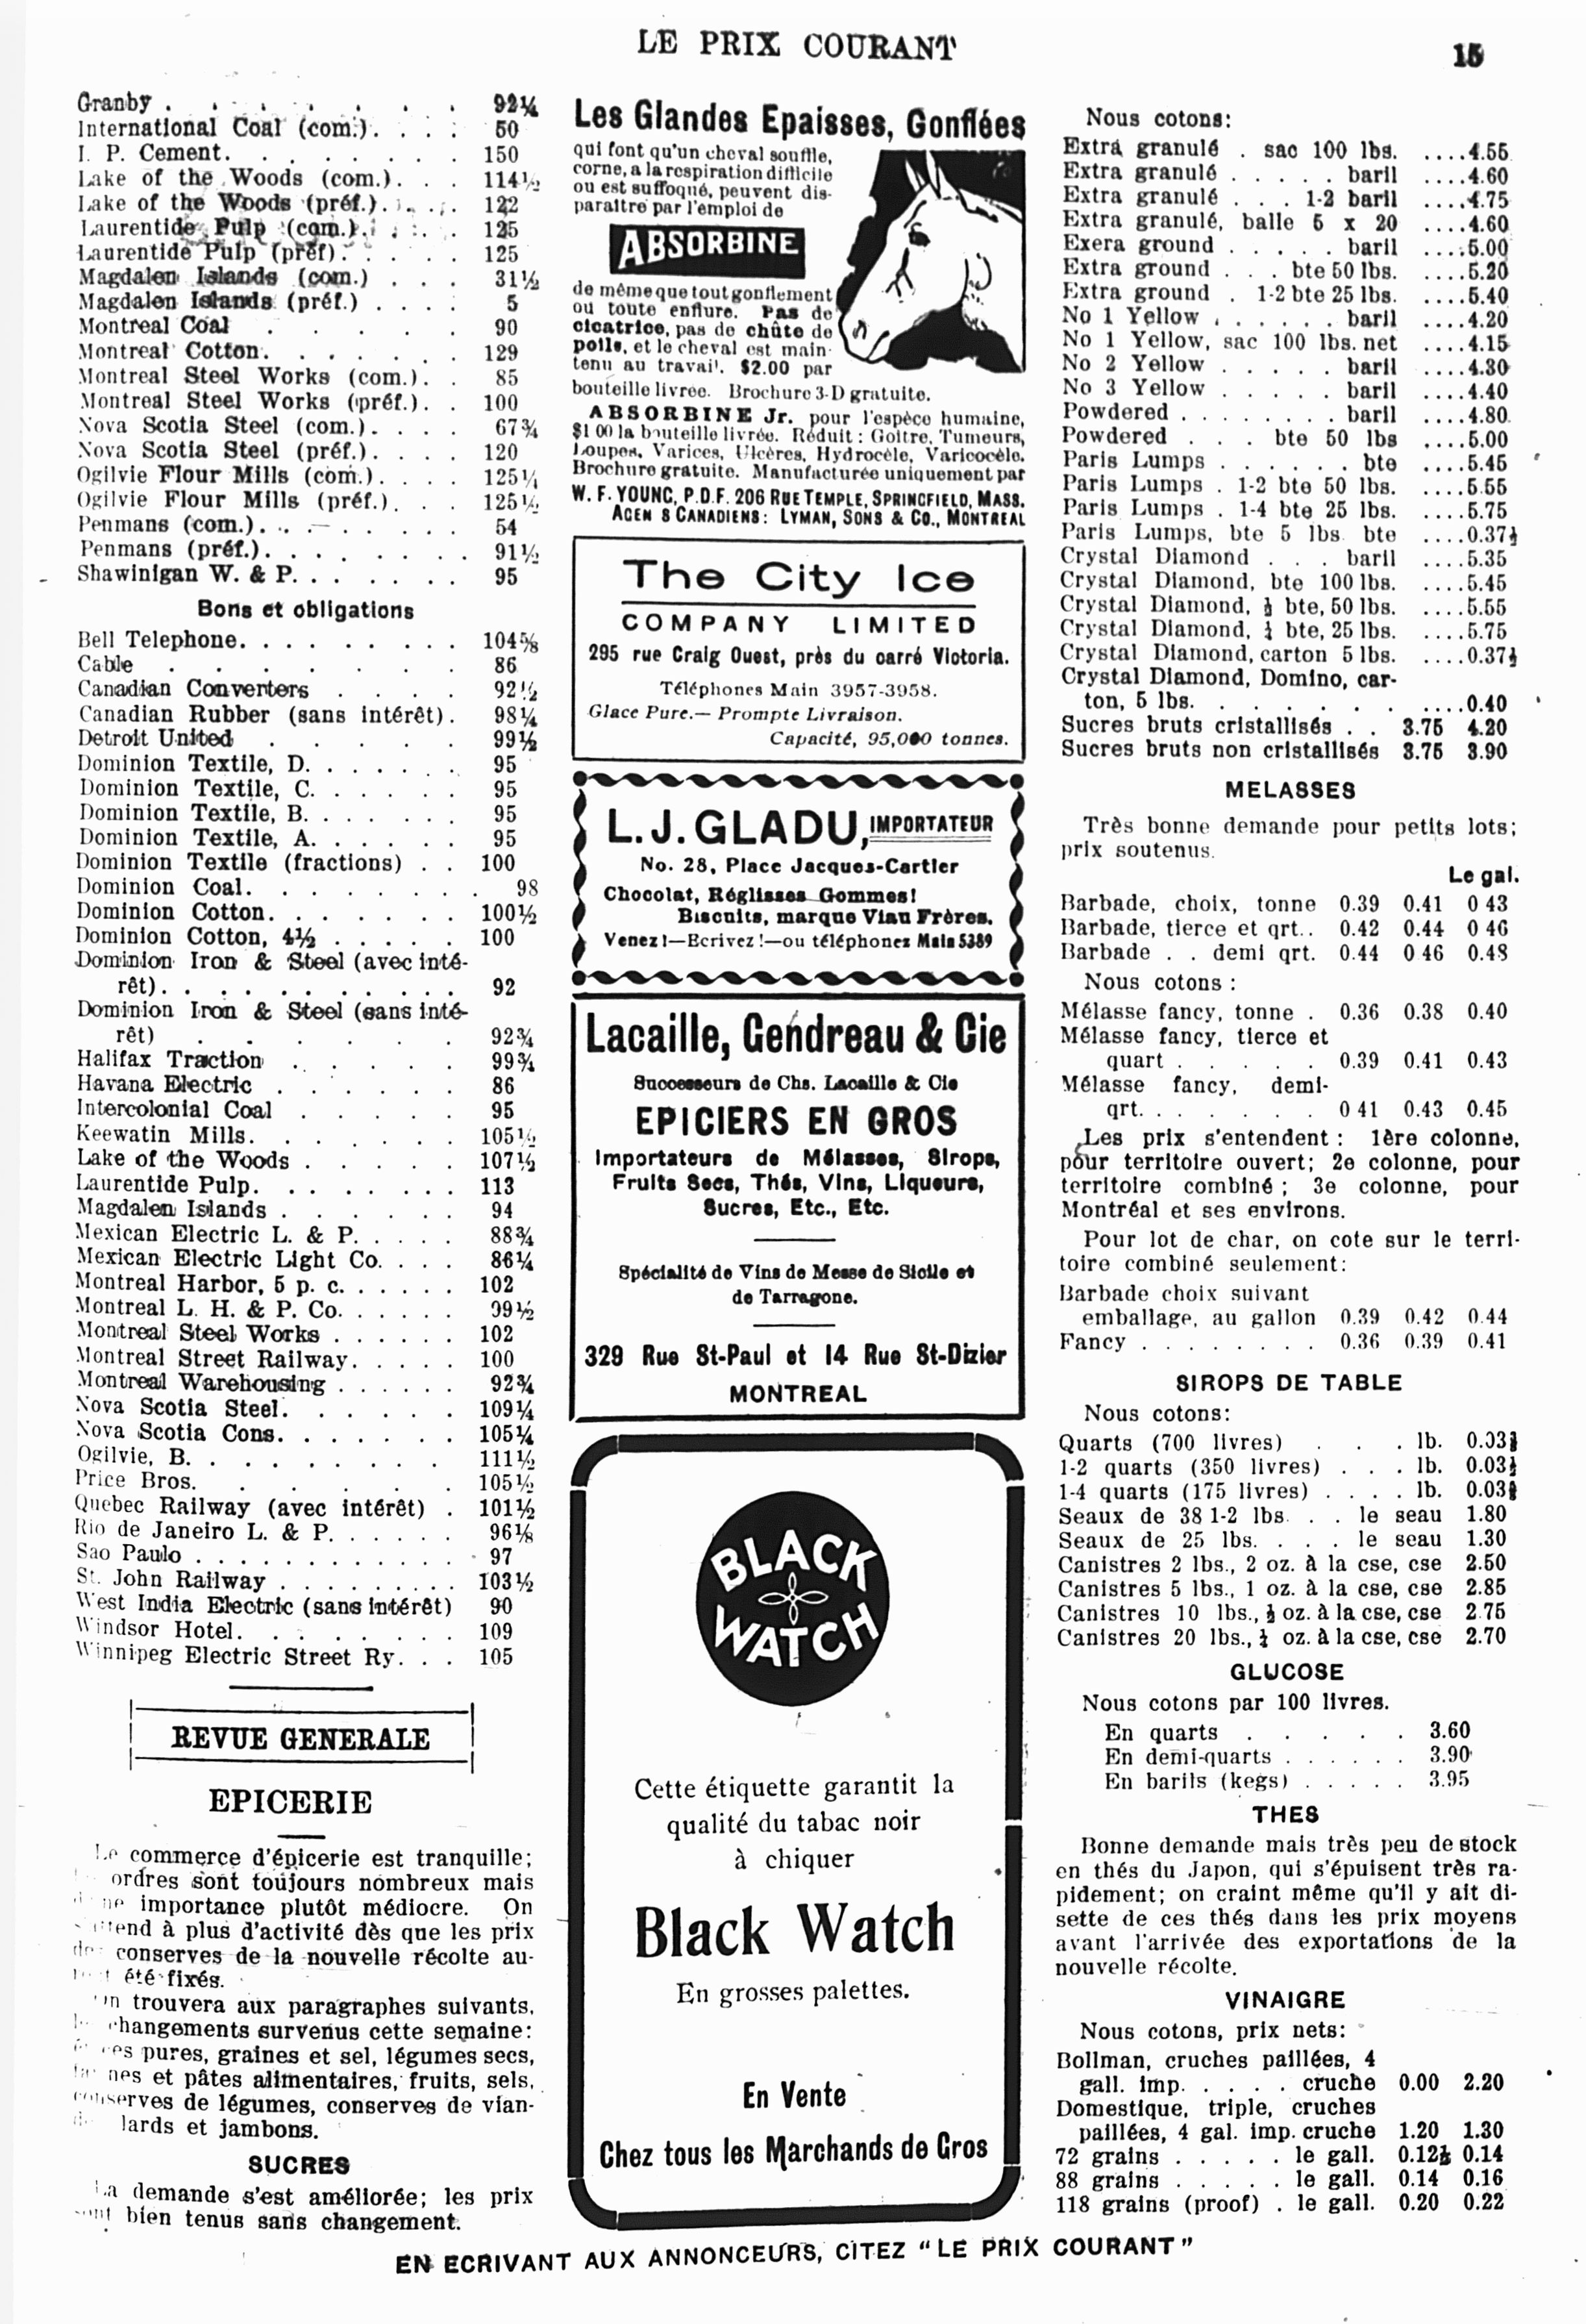 LE PRIX COURANT
15
Granby . . . . . . . . 92¼
International Coal (com.) . . . . 50
I. P. Cement. . . . . . . . 150
Lake of the Woods (com.) . . . 114½
Lake of the Woods (préf.) . . . . 122
Laurentide Pulp (com.) . . . . 125
Laurentide Pulp (préf) . . . . . 125
Magdalen Islands (com.) . . . 31½
Magdalen Islands (préf.) . . . . 5
Montreal Coal . . . . . 90
Montreal Cotton. . . . . . . 129
Montreal Steel Works (com.) . . 85
Montreal Steel Works (préf.) . . 100
Nova Scotia Steel (com.) . . . . 67¾
Nova Scotia Steel (préf.) . . . . 120
Ogilvie Flour Mills (com.) . . . . 125¼
Ogilvie Flour Mills (préf.) . . . 125½
Penmans (com.) . . . . . . . 54
Penmans (préf.) . . . . . . . . 91½
Shawinigan W. & P. . . . . . . 95
Bons et obligations
Bell Telephone. . . . . . . . . 104⅝
Cable . . . . . . . 86
Canadian Converters . . . . 92½
Canadian Rubber (sans intérêt) . 98¼
Detroit United . . . . . 99½
Dominion Textile, D. . . . . . . 95
Dominion Textile, C. . . . . . 95
Dominion Textile, B. . . . . . . 95
Dominion Textile, A. . . . . . 95
Dominion Textile (fractions) . . 100
Dominion Coal. . . . . . . . 98
Dominion Cotton. . . . . . . 100½
Dominion Cotton, 4½ . . . . . 100
Dominion Iron & Steel (avec inté-
rêt). . . . . . . . . . . 92
Dominion Iron & Steel (sans inté-
rêt) . . . . . . 92¾
Halifax Traction . . . . . 99¾
Havana Electric . . . . . . 86
Intercolonial Coal . . . . . 95
Keewatin Mills. . . . . . . 105½
Lake of the Woods . . . . . 107½
Laurentide Pulp. . . . . . . . 113
Magdalen Islands . . . . . . 94
Mexican Electric L. & P. . . . . 88¾
Mexican Electric Light Co. . . . 86¼
Montreal Harbor, 5 p. c. . . . . . 102
Montreal L. H. & P. Co. . . . . . 99½
Montreal Steel Works . . . . . . 102
Montreal Street Railway. . . . . 100
Montreal Warehousing . . . . . . 92¾
Nova Scotia Steel. . . . . . 109¼
Nova Scotia Cons. . . . . . . 105¼
Ogilvie, B. . . . . . . . . 111½
Price Bros. . . . . . . 105½
Quebec Railway (avec intérêt) . 101½
Rio de Janeiro L. & P. . . . . . 96⅛
Sao Paulo . . . . . . . . . . . . 97
St. John Railway . . . . . . . . . 103½
West India Electric (sans intérêt) 90
Windsor Hotel. . . . . . . . 109
Winnipeg Electric Street Ry. . . 105
REVUE GENERALE
EPICERIE
Le commerce d'épicerie est tranquille;
ordres sont toujours nombreux mais
importance plutôt médiocre. On
à plus d'activité dès que les prix
conserves de la nouvelle récolte au-
été fixés.
trouvera aux paragraphes suivants,
changements survenus cette semaine:
pures, graines et sel, légumes secs,
et pâtes alimentaires, fruits, sels,
conserves de légumes, conserves de vian-
lards et jambons.
SUCRES
La demande s'est améliorée; les prix
sont bien tenus sans changement.
Les Glandes Epaisses, Gonflées
qui font qu'un cheval souffle,
corne, a la respiration difficile
ou est suffoqué, peuvent dis-
paraître par l'emploi de
ABSORBINE
de même que tout gonflement
ou toute enflure. Pas de
cicatrice, pas de chûte de
poils, et le cheval est main-
tenu au travail. $2.00 par
bouteille livrée. Brochure 3-D gratuite.
ABSORBINE Jr. pour l'espèce humaine,
$1 00 la bouteille livrée. Réduit : Goitre, Tumeurs,
Loupes, Varices, Ulcères, Hydrocèle, Varicocèle.
Brochure gratuite. Manufacturée uniquement par
W. F. YOUNG, P.D.F. 206 RUE TEMPLE, SPRINGFIELD, MASS.
AGEN S CANADIENS: LYMAN, SONS & CO., MONTREAL
The City Ice
COMPANY LIMITED
295 rue Craig Ouest, près du carré Victoria.
Téléphones Main 3957-3958.
Glace Pure.— Prompte Livraison.
Capacité, 95,000 tonnes.
L. J. GLADU, IMPORTATEUR
No. 28, Place Jacques-Cartier
Chocolat, Réglisses Gommes!
Biscuits, marque Viau Frères.
Venez!—Ecrivez!—ou téléphonez Main 5389
Lacaille, Gendreau & Cie
Successeurs de Chs. Lacaille & Cie
EPICIERS EN GROS
Importateurs de Mélasses, Sirops,
Fruits Secs, Thés, Vins, Liqueurs,
Sucres, Etc., Etc.
Spécialité de Vins de Messe de Sicile et
de Tarragone.
329 Rue St-Paul et 14 Rue St-Dizier
MONTREAL
BLACK
WATCH
Cette étiquette garantit la
qualité du tabac noir
à chiquer
Black Watch
En grosses palettes.
En Vente
Chez tous les Marchands de Gros
Nous cotons:
Extra granulé . sac 100 lbs. ....4.55
Extra granulé . . . . . baril ....4.60
Extra granulé . . . 1-2 baril ....4.75
Extra granulé, balle 5 x 20 ....4.60
Exera ground . . . . . baril ....5.00
Extra ground . . . bte 50 lbs. ....5.20
Extra ground . 1-2 bte 25 lbs. ....5.40
No 1 Yellow . . . . . . baril ....4.20
No 1 Yellow, sac 100 lbs. net ....4.15
No 2 Yellow . . . . . baril ....4.30
No 3 Yellow . . . . . baril ....4.40
Powdered . . . . . . . baril ....4.80
Powdered . . . bte 50 lbs ....5.00
Paris Lumps . . . . . . bte ....5.45
Paris Lumps . 1-2 bte 50 lbs. ....5.55
Paris Lumps . 1-4 bte 25 lbs. ....5.75
Paris Lumps, bte 5 lbs. bte ....0.37½
Crystal Diamond . . . baril ....5.35
Crystal Diamond, bte 100 lbs. ....5.45
Crystal Diamond, ½ bte, 50 lbs. ....5.55
Crystal Diamond, ¼ bte, 25 lbs. ....5.75
Crystal Diamond, carton 5 lbs. ....0.37½
Crystal Diamond, Domino, car-
ton, 5 lbs. . . . . . . . ....0.40
Sucres bruts cristallisés . . 3.75 4.20
Sucres bruts non cristallisés 3.75 3.90
MELASSES
Très bonne demande pour petits lots;
prix soutenus.
Le gal.
Barbade, choix, tonne 0.39 0.41 0 43
Barbade, tierce et qrt.. 0.42 0.44 0 46
Barbade . . demi qrt. 0.44 0 46 0.48
Nous cotons :
Mélasse fancy, tonne . 0.36 0.38 0.40
Mélasse fancy, tierce et
quart . . . . . 0.39 0.41 0.43
Mélasse fancy, demi-
qrt. . . . . . . . 0 41 0.43 0.45
Les prix s'entendent : 1ère colonne,
pour territoire ouvert; 2e colonne, pour
territoire combiné ; 3e colonne, pour
Montréal et ses environs.
Pour lot de char, on cote sur le terri-
toire combiné seulement:
Barbade choix suivant
emballage, au gallon 0.39 0.42 0.44
Fancy . . . . . . . . 0.36 0.39 0.41
SIROPS DE TABLE
Nous cotons:
Quarts (700 livres) . . . lb. 0.03
1-2 quarts (350 livres) . . . lb. 0.03
1-4 quarts (175 livres) . . . . lb. 0.03
Seaux de 38 1-2 lbs. . . le seau 1.80
Seaux de 25 lbs. . . . le seau 1.30
Canistres 2 lbs., 2 oz. à la cse, cse 2.50
Canistres 5 lbs., 1 oz. à la cse, cse 2.85
Canistres 10 lbs., ½ oz. à la cse, cse 2.75
Canistres 20 lbs., ¼ oz. à la cse, cse 2.70
GLUCOSE
Nous cotons par 100 livres.
En quarts . . . . . 3.60
En demi-quarts . . . . . . 3.90
En barils (kegs) . . . . . 3.95
THES
Bonne demande mais très peu de stock
en thés du Japon, qui s'épuisent très ra-
pidement; on craint même qu'il y ait di-
sette de ces thés dans les prix moyens
avant l'arrivée des exportations de la
nouvelle récolte.
VINAIGRE
Nous cotons, prix nets:
Bollman, cruches paillées, 4
gall. imp. . . . . cruche 0.00 2.20
Domestique, triple, cruches
paillées, 4 gal. imp. cruche 1.20 1.30
72 grains . . . . . le gall. 0.12½ 0.14
88 grains . . . . . le gall. 0.14 0.16
118 grains (proof) . le gall. 0.20 0.22
EN ECRIVANT AUX ANNONCEURS, CITEZ "LE PRIX COURANT"